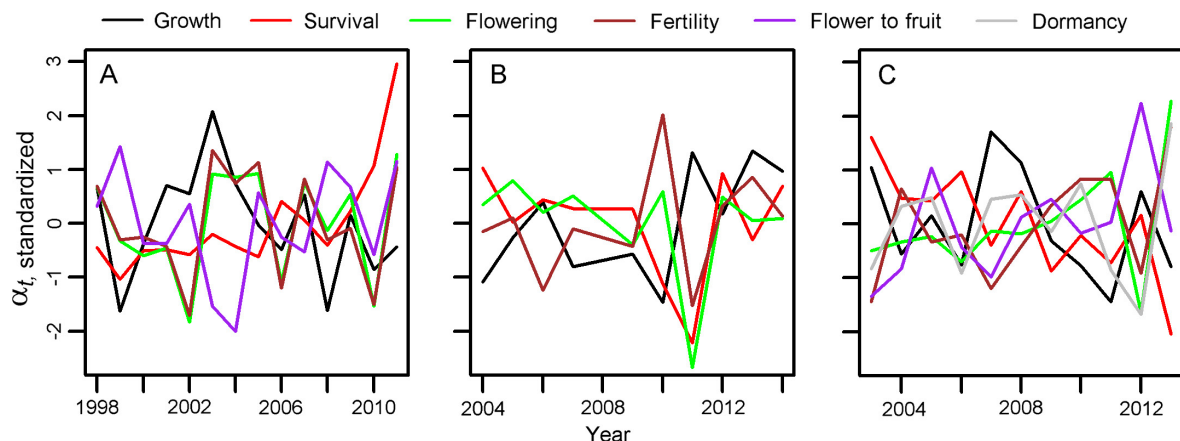 Growth Survival Flowering Fertility Flower to fruit Dormancy
A B C
αt, standardized
3
2
1
0
-1
-2
1998 2002 2006 2010 2004 2008 2012 2004 2008 2012
Year